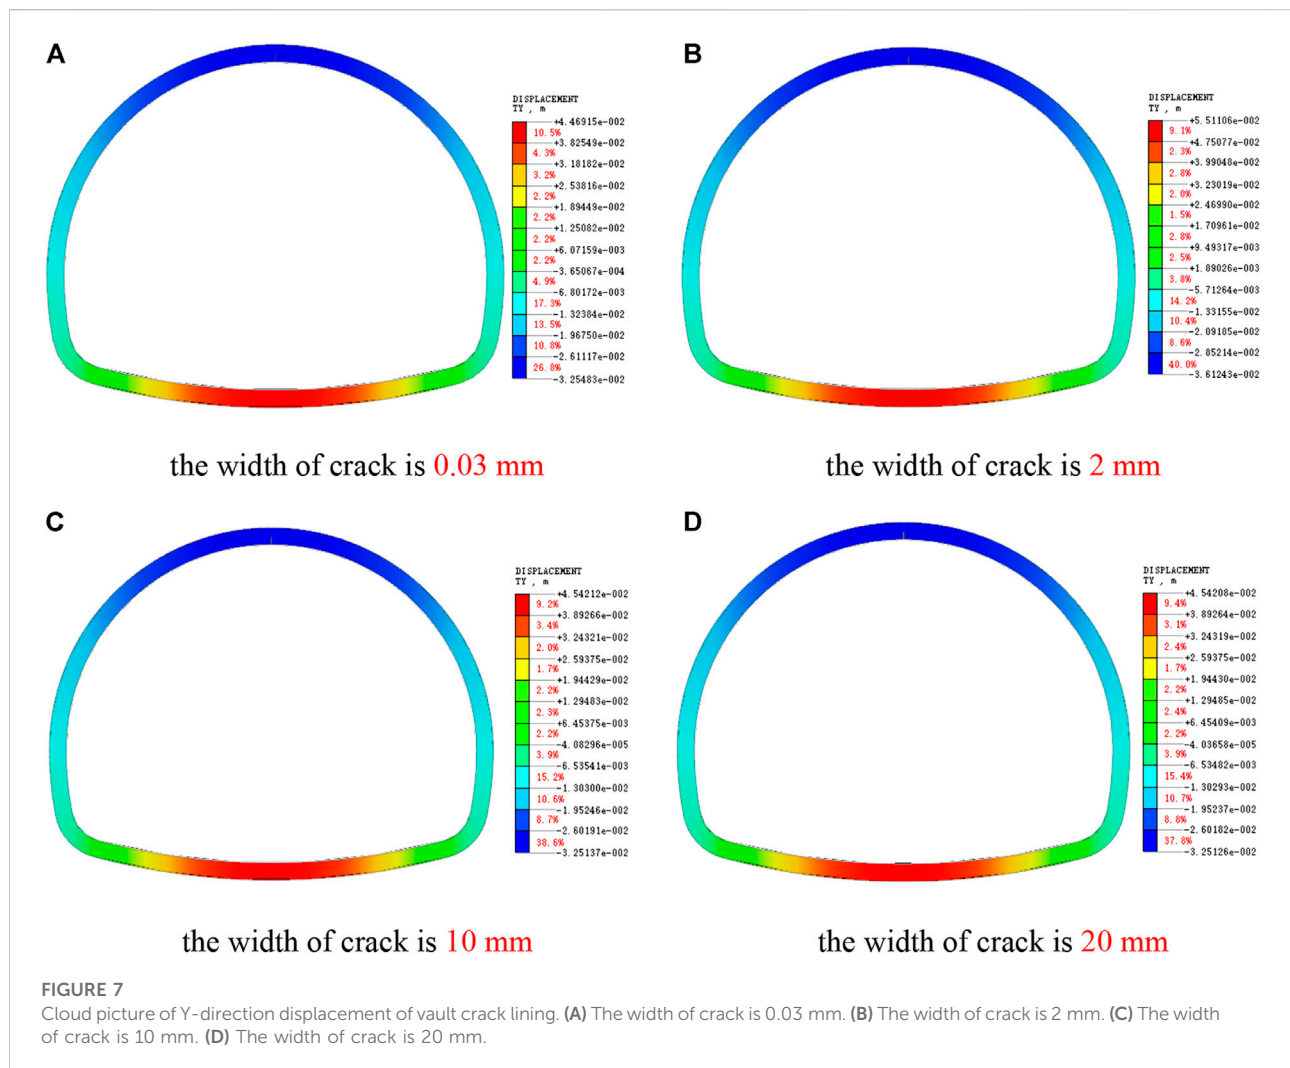 A
DISPLACEMENT
TY , m
+4.46915e-002
10.5%
+3.82549e-002
4.3%
+3.18182e-002
3.2%
+2.53816e-002
2.2%
+1.89449e-002
2.2%
+1.25082e-002
2.2%
+6.07159e-003
2.2%
-3.65067e-004
4.9%
-6.80172e-003
17.3%
-1.32384e-002
13.5%
-1.96750e-002
10.8%
-2.61117e-002
26.8%
-3.25483e-002
the width of crack is 0.03 mm
B
DISPLACEMENT
TY , m
+5.51106e-002
9.1%
+4.75077e-002
2.3%
+3.99048e-002
2.8%
+3.23019e-002
2.0%
+2.46990e-002
1.5%
+1.70961e-002
2.8%
+9.49317e-003
2.5%
+1.89026e-003
3.8%
-5.71264e-003
14.2%
-1.33155e-002
10.4%
-2.09185e-002
8.6%
-2.85214e-002
40.0%
-3.61243e-002
the width of crack is 2 mm
C
DISPLACEMENT
TY , m
+4.54212e-002
9.2%
+3.89266e-002
3.4%
+3.24321e-002
2.0%
+2.59375e-002
1.7%
+1.94429e-002
2.2%
+1.29483e-002
2.3%
+6.45375e-003
2.2%
-4.08296e-005
3.9%
-6.53541e-003
15.2%
-1.30300e-002
10.6%
-1.95246e-002
8.7%
-2.60191e-002
38.6%
-3.25137e-002
the width of crack is 10 mm
D
DISPLACEMENT
TY , m
+4.54208e-002
9.4%
+3.89264e-002
3.1%
+3.24319e-002
2.4%
+2.59375e-002
1.7%
+1.94430e-002
2.2%
+1.29485e-002
2.4%
+6.45409e-003
2.2%
-4.03658e-005
3.9%
-6.53482e-003
15.4%
-1.30293e-002
10.7%
-1.95237e-002
8.8%
-2.60182e-002
37.8%
-3.25126e-002
the width of crack is 20 mm
FIGURE 7
Cloud picture of Y-direction displacement of vault crack lining. (A) The width of crack is 0.03 mm. (B) The width of crack is 2 mm. (C) The width
of crack is 10 mm. (D) The width of crack is 20 mm.